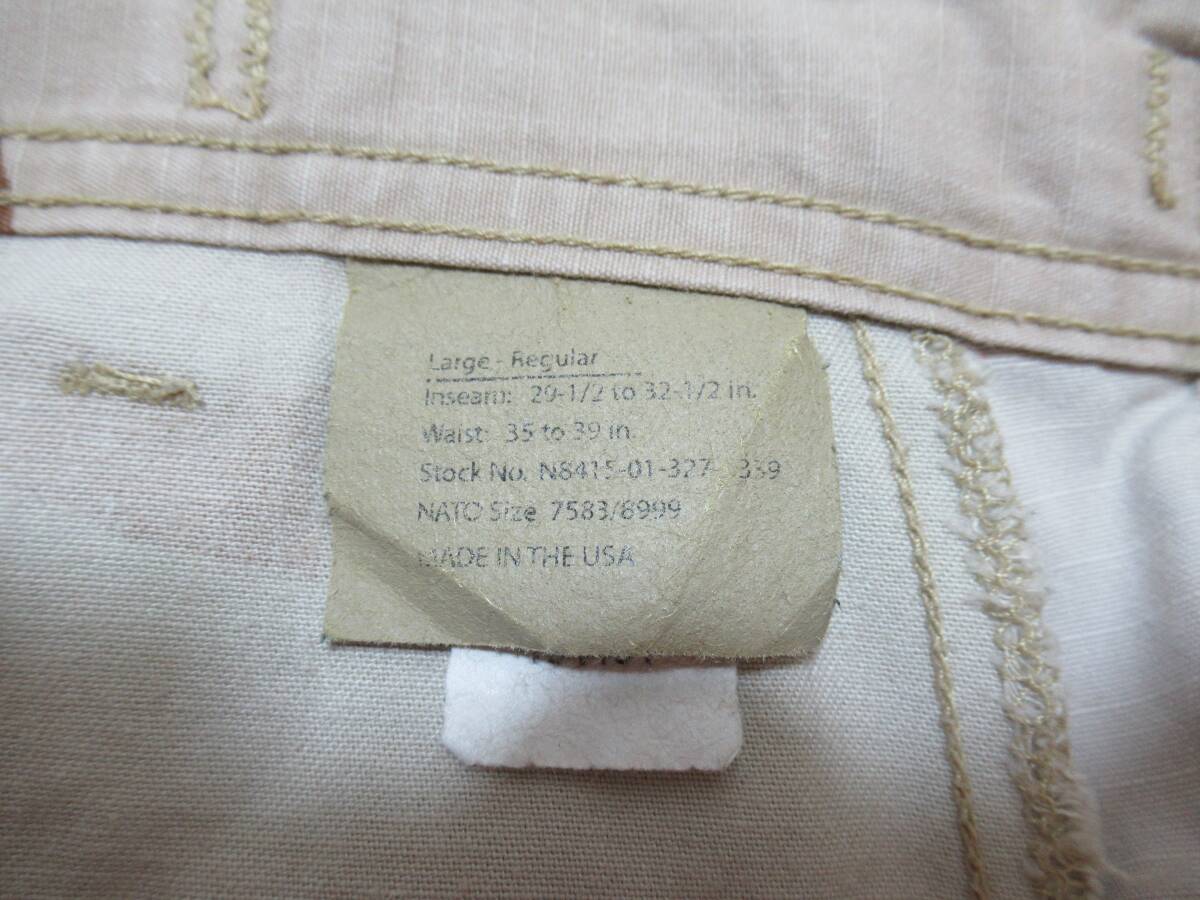 Large - Regular
Inseam: 29-1/2 to 32-1/2 in.
Waist: 35 to 39 in.
Stock No. N8415-01-327-
NATO Size 7583/8999
MADE IN THE USA